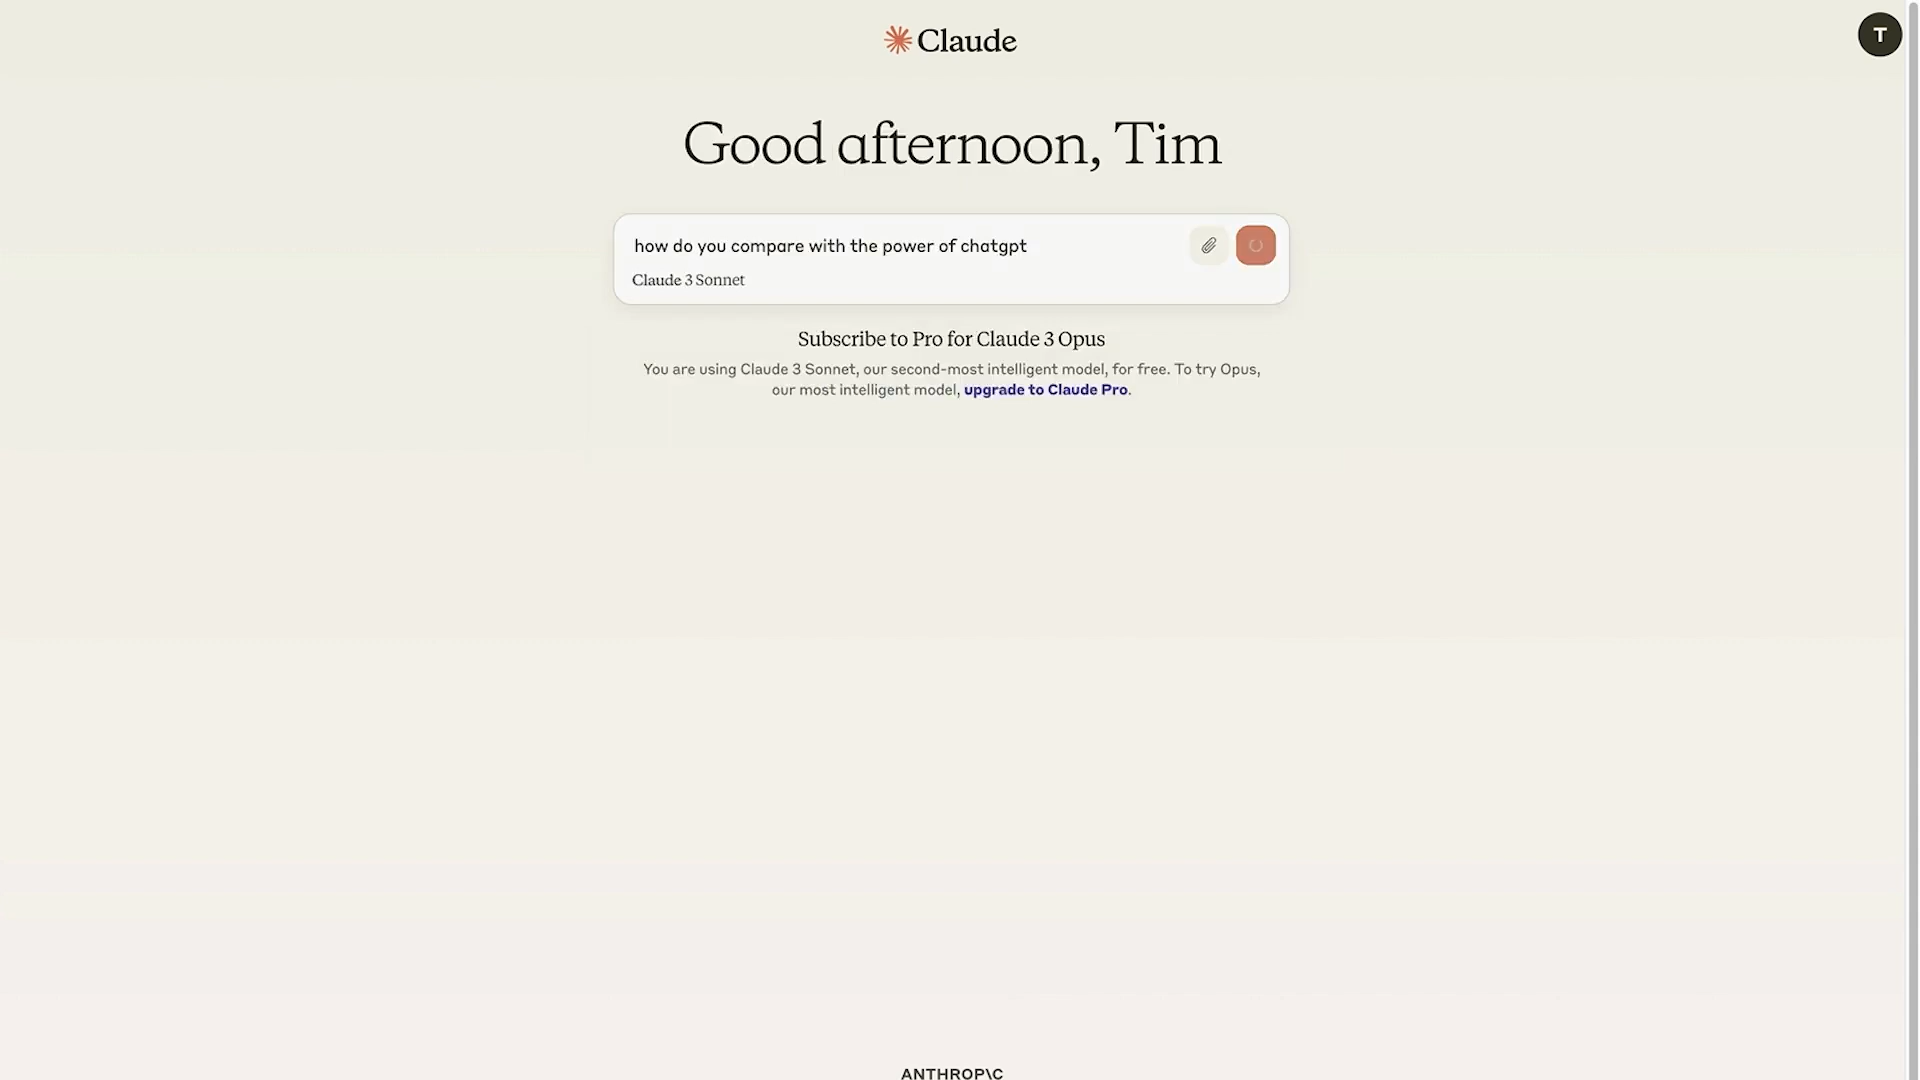 Claude
T
Good afternoon, Tim
how do you compare with the power of chatgpt
Claude 3 Sonnet
Subscribe to Pro for Claude 3 Opus
You are using Claude 3 Sonnet, our second-most intelligent model, for free. To try Opus,
our most intelligent model, upgrade to Claude Pro.
ANTHROP\C